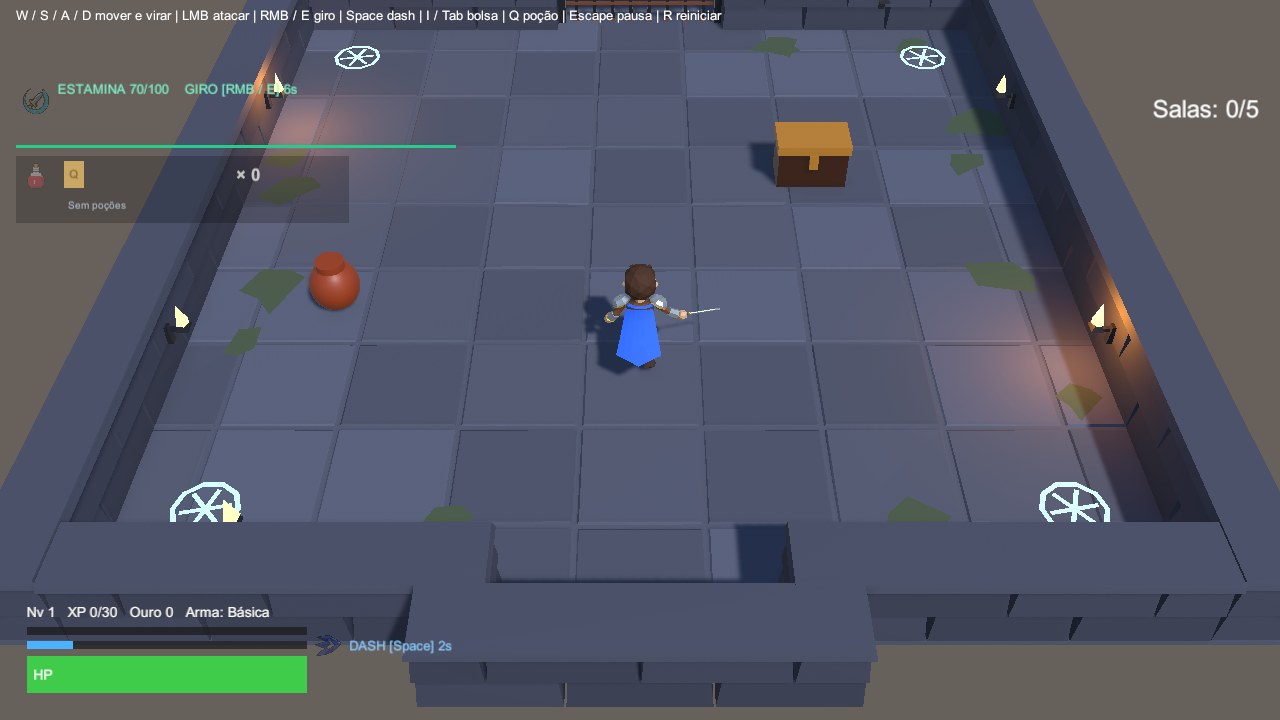 W / S / A / D mover e virar | LMB atacar | RMB / E giro | Space dash | I / Tab bolsa | Q poção | Escape pausa | R reiniciar
ESTAMINA 70/100 GIRO [RMB / E] 6s
Salas: 0/5
Q × 0
Sem poções
Nv 1 XP 0/30 Ouro 0 Arma: Básica
DASH [Space] 2s
HP